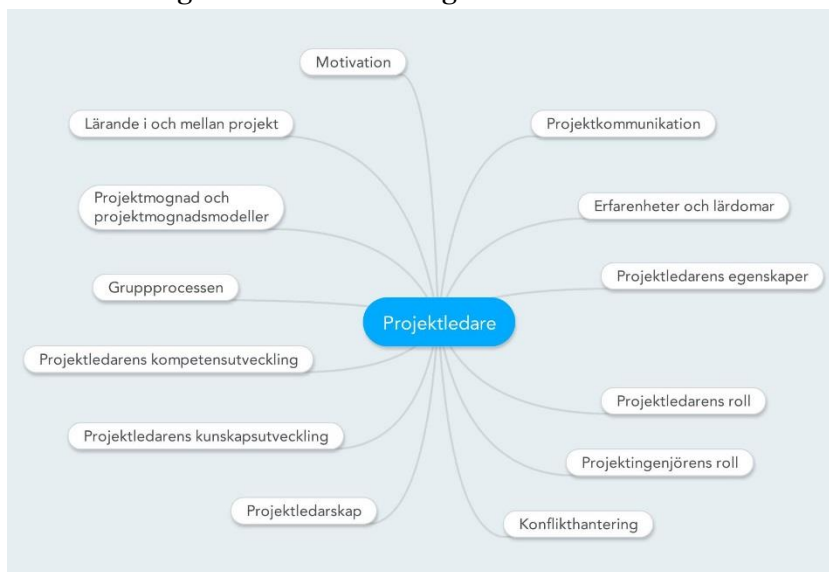 Motivation
Lärande i och mellan projekt
Projektkommunikation
Projektmognad och
projektmognadsmodeller
Erfarenheter och lärdomar
Gruppprocessen
Projektledarens egenskaper
Projektledare
Projektledarens kompetensutveckling
Projektledarens roll
Projektledarens kunskapsutveckling
Projektingenjörens roll
Projektledarskap
Konflikthantering